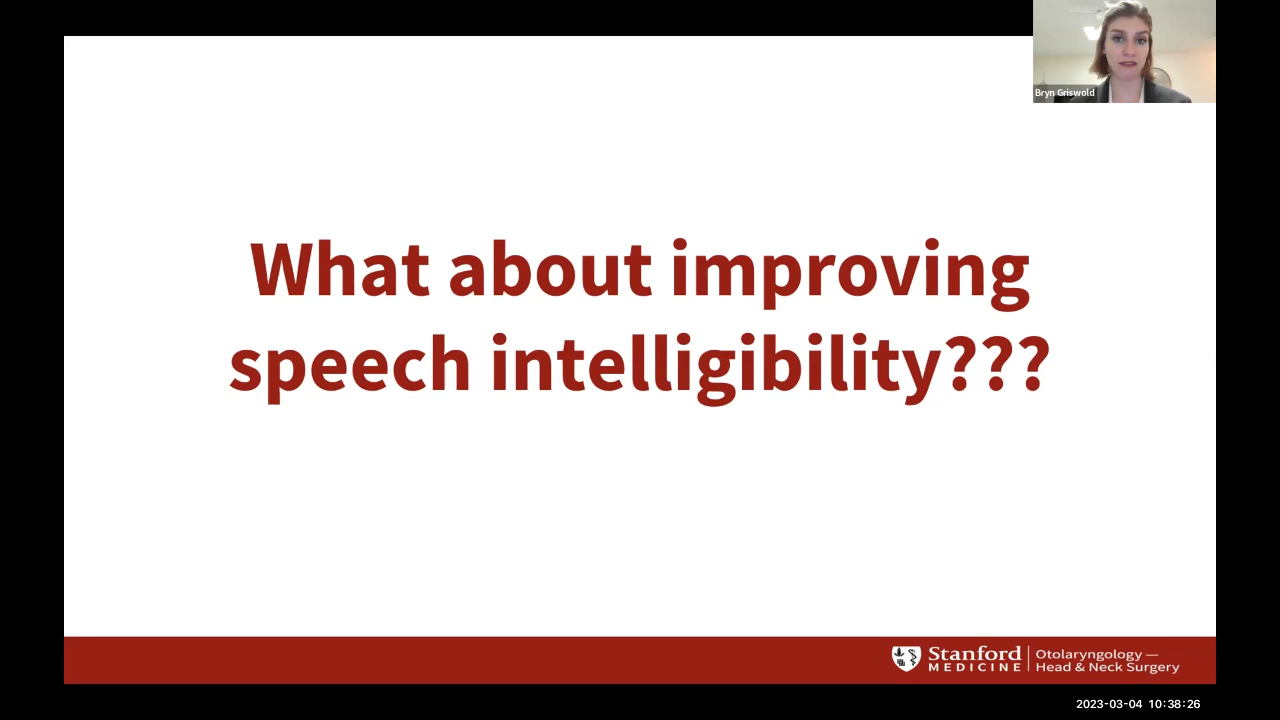 Bryn Griswold
What about improving
speech intelligibility???
Stanford
MEDICINE
Otolaryngology —
Head & Neck Surgery
2023-03-04 10:38:26